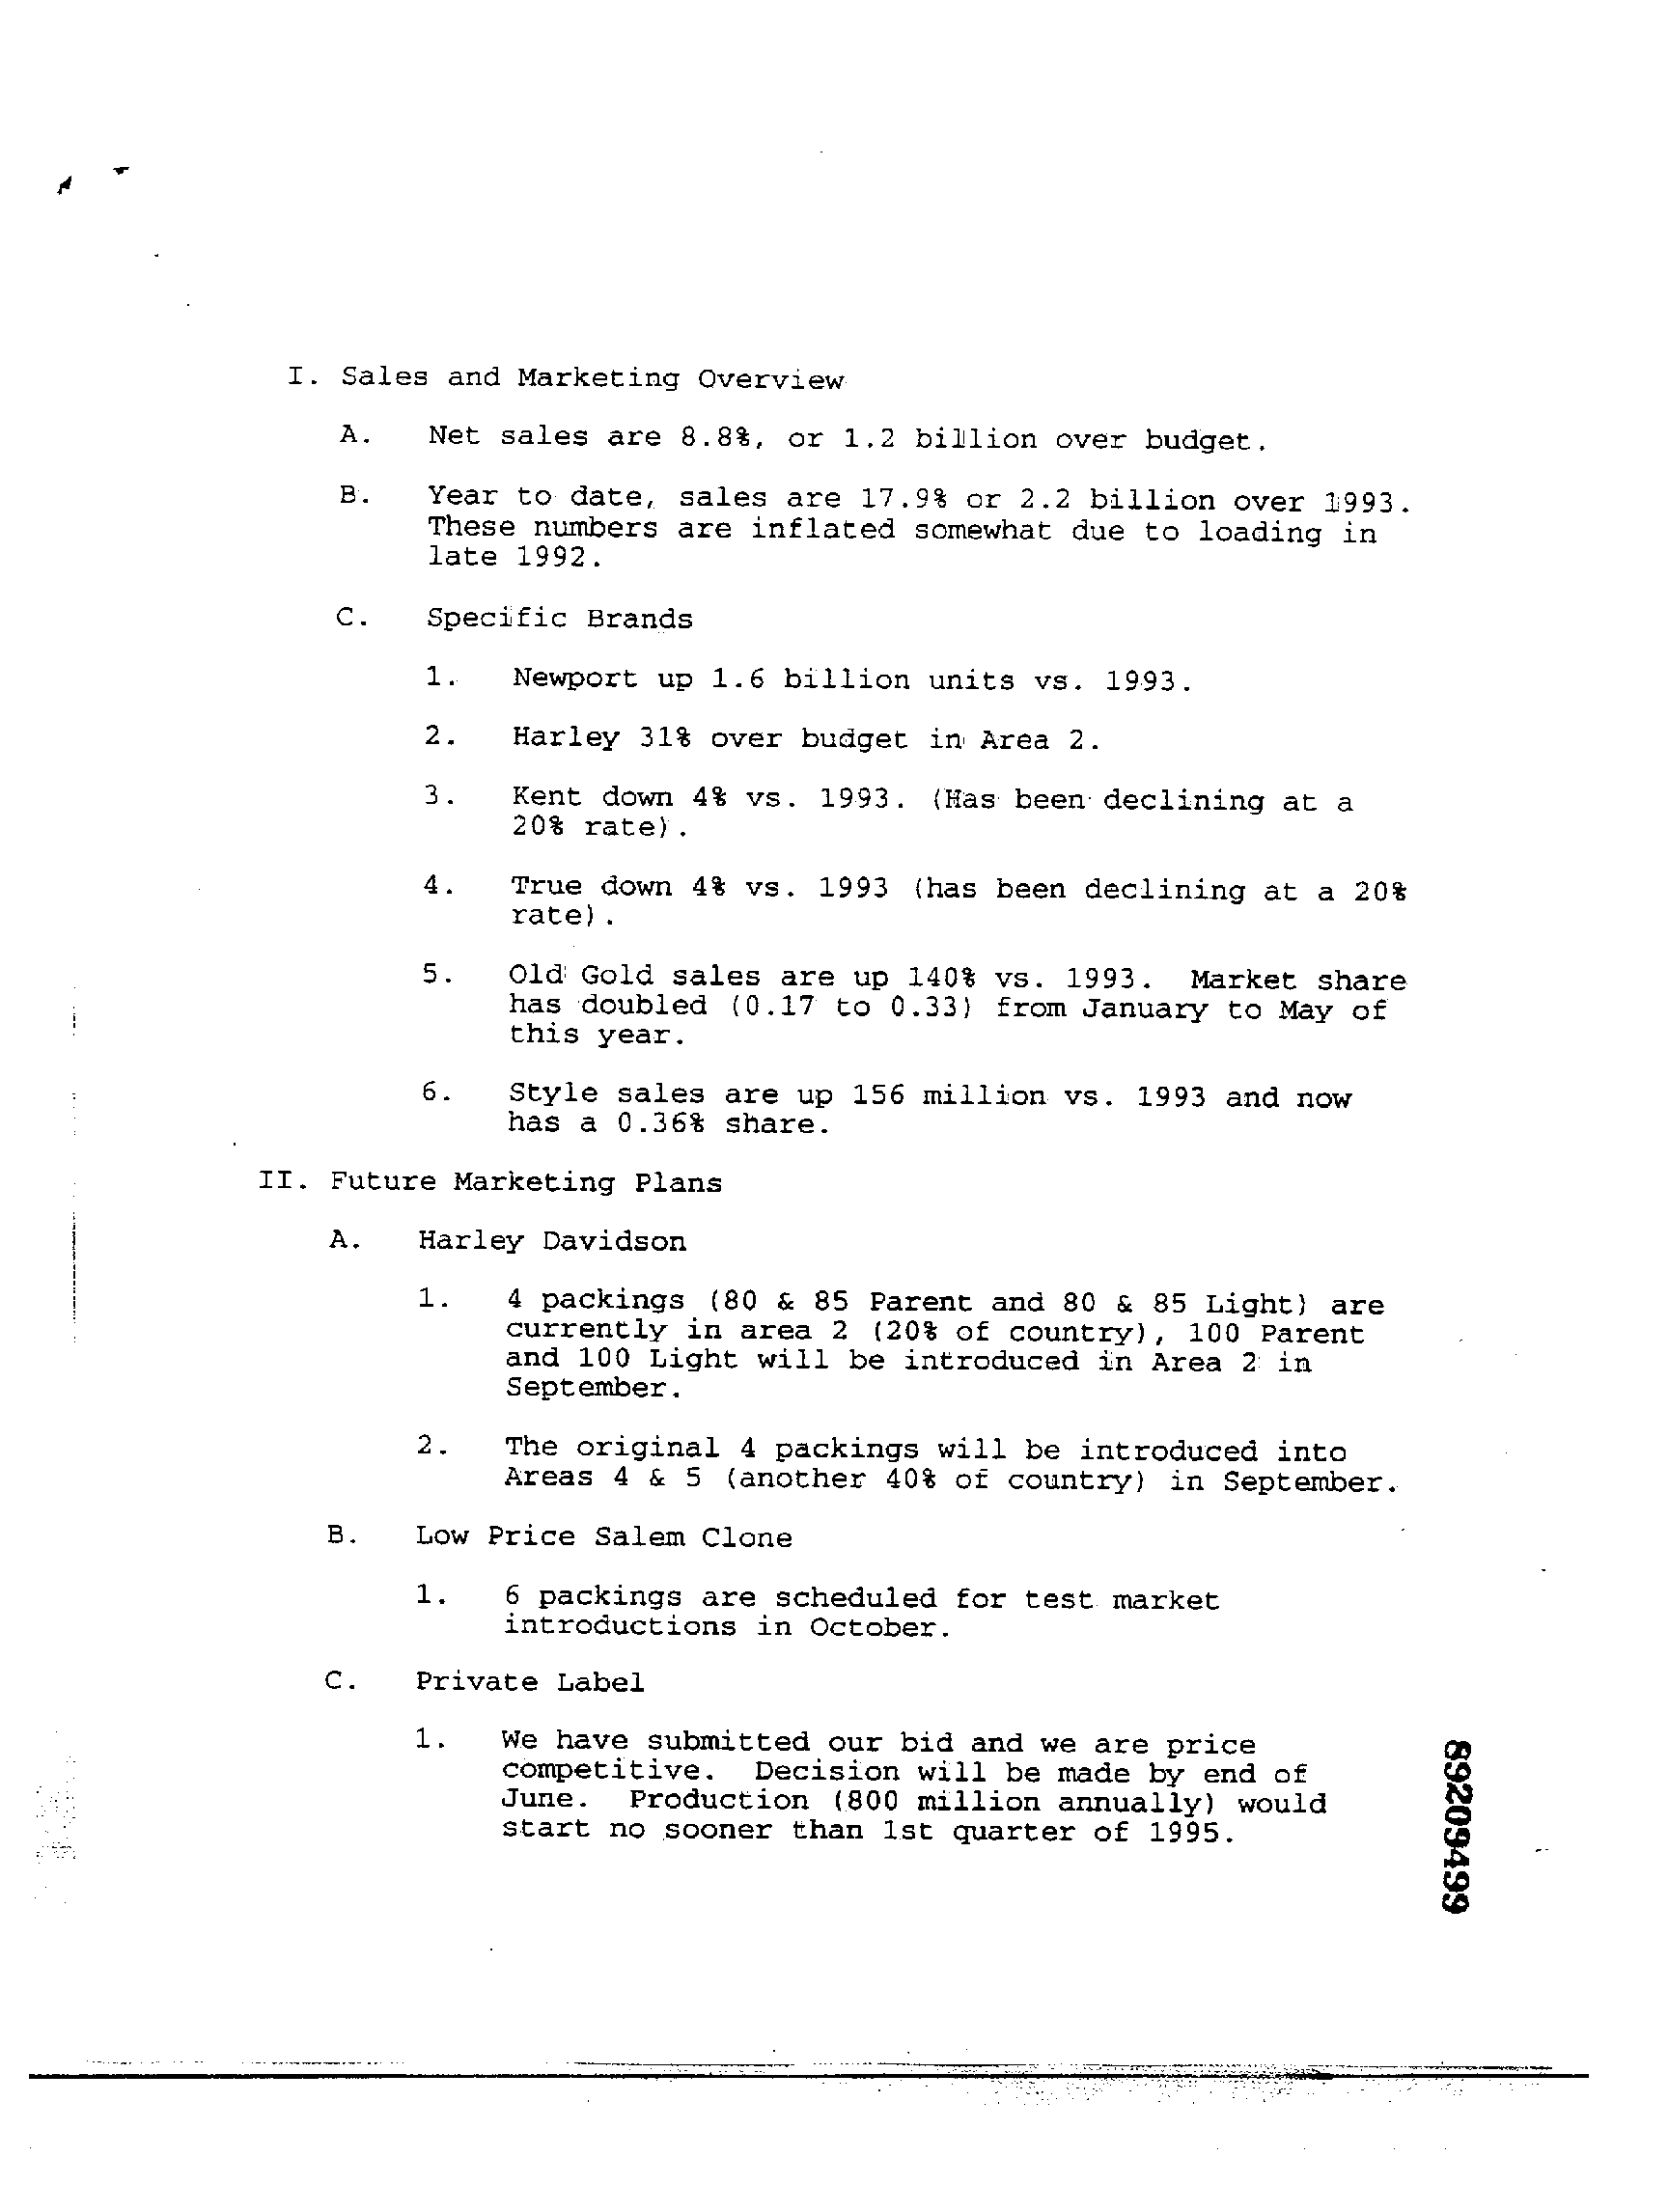 I. Sales and Marketing Overview
A. Net sales are 8.8%, or 1.2 billion over budget.
B. Year to date, sales are 17.9% or 2.2 billion over 1993.
These numbers are inflated somewhat due to loading in
late 1992.
C. Specific Brands
1. Newport up 1.6 billion units vs. 1993.
2. Harley 31% over budget in Area 2.
3. Kent down 4% vs. 1993. (Has been declining at a
20% rate).
4. True down 4% vs. 1993 (has been declining at a 20%
rate).
5. Old Gold sales are up 140% vs. 1993. Market share
has doubled (0.17 to 0.33) from January to May of
this year.
6. Style sales are up 156 million vs. 1993 and now
has a 0.36% share.
II. Future Marketing Plans
A. Harley Davidson
1. 4 packings (80 & 85 Parent and 80 & 85 Light) are
currently in area 2 (20% of country), 100 Parent
and 100 Light will be introduced in Area 2 in
September.
2. The original 4 packings will be introduced into
Areas 4 & 5 (another 40% of country) in September.
B. Low Price Salem Clone
1. 6 packings are scheduled for test market
introductions in October.
C. Private Label
1. We have submitted our bid and we are price
competitive. Decision will be made by end of
June. Production (800 million annually) would
start no sooner than 1st quarter of 1995.
89209499